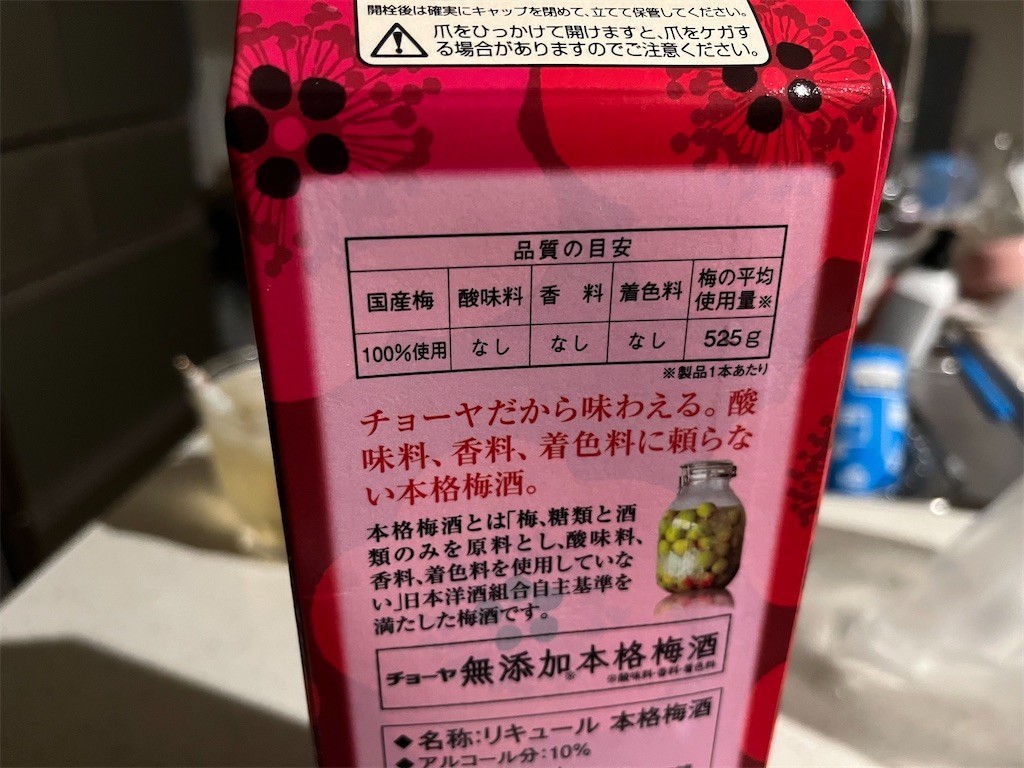 開栓後は確実にキャップを閉めて、立てて保管してください。
爪をひっかけて開けますと、爪をケガす
る場合がありますのでご注意ください。
品質の目安
国産梅 酸味料 香 料 着色料 梅の平均使用量※
100%使用 なし なし なし 525g
※製品1本あたり
チョーヤだから味わえる。酸
味料、香料、着色料に頼らな
い本格梅酒。
本格梅酒とは「梅、糖類と酒
類のみを原料とし、酸味料、
香料、着色料を使用していな
い」日本洋酒組合自主基準を
満たした梅酒です。
チョーヤ 無添加®本格梅酒
※酸味料・香料・着色料
◆名称:リキュール 本格梅酒
◆アルコール分:10%